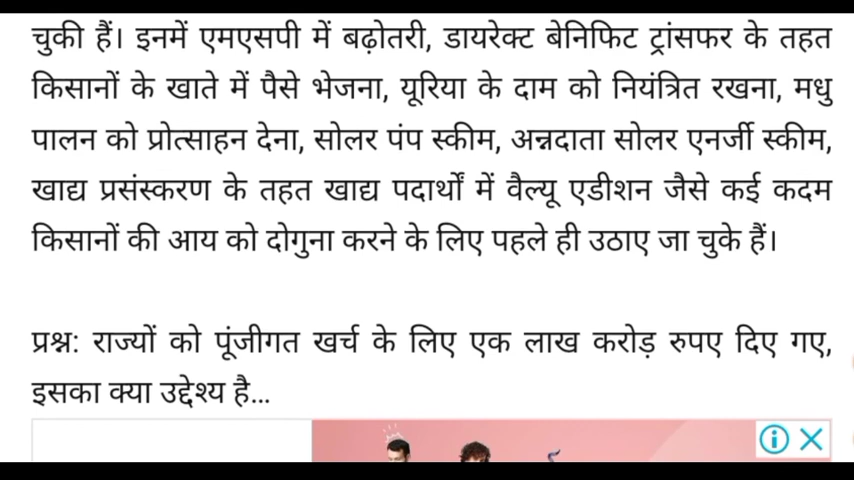 चुकी हैं। इनमें एमएसपी में बढ़ोतरी, डायरेक्ट बेनिफिट ट्रांसफर के तहत
किसानों के खाते में पैसे भेजना, यूरिया के दाम को नियंत्रित रखना, मधु
पालन को प्रोत्साहन देना, सोलर पंप स्कीम, अन्नदाता सोलर एनर्जी स्कीम,
खाद्य प्रसंस्करण के तहत खाद्य पदार्थों में वैल्यू एडीशन जैसे कई कदम
किसानों की आय को दोगुना करने के लिए पहले ही उठाए जा चुके हैं।
प्रश्न: राज्यों को पूंजीगत खर्च के लिए एक लाख करोड़ रुपए दिए गए,
इसका क्या उद्देश्य है...